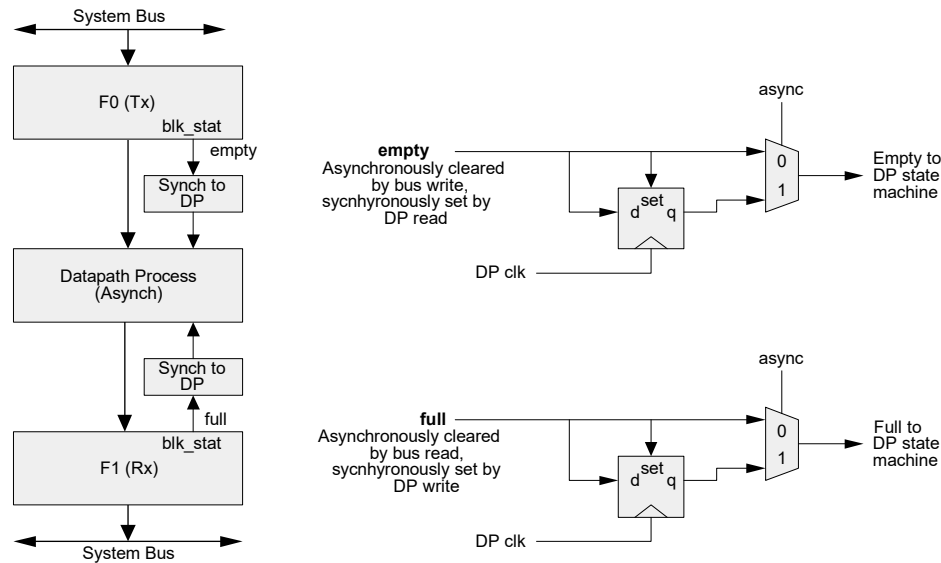 System Bus
F0 (Tx)
blk_stat
empty
Synch to
DP
Datapath Process
(Asynch)
Synch to
DP
full
blk_stat
F1 (Rx)
System Bus
async
empty
Asynchronously cleared
by bus write,
sycnhyronously set by
DP read
0
1
set
d
q
DP clk
Empty to
DP state
machine
async
full
Asynchronously cleared
by bus read,
sycnhyronously set by
DP write
0
1
set
d
q
DP clk
Full to
DP state
machine